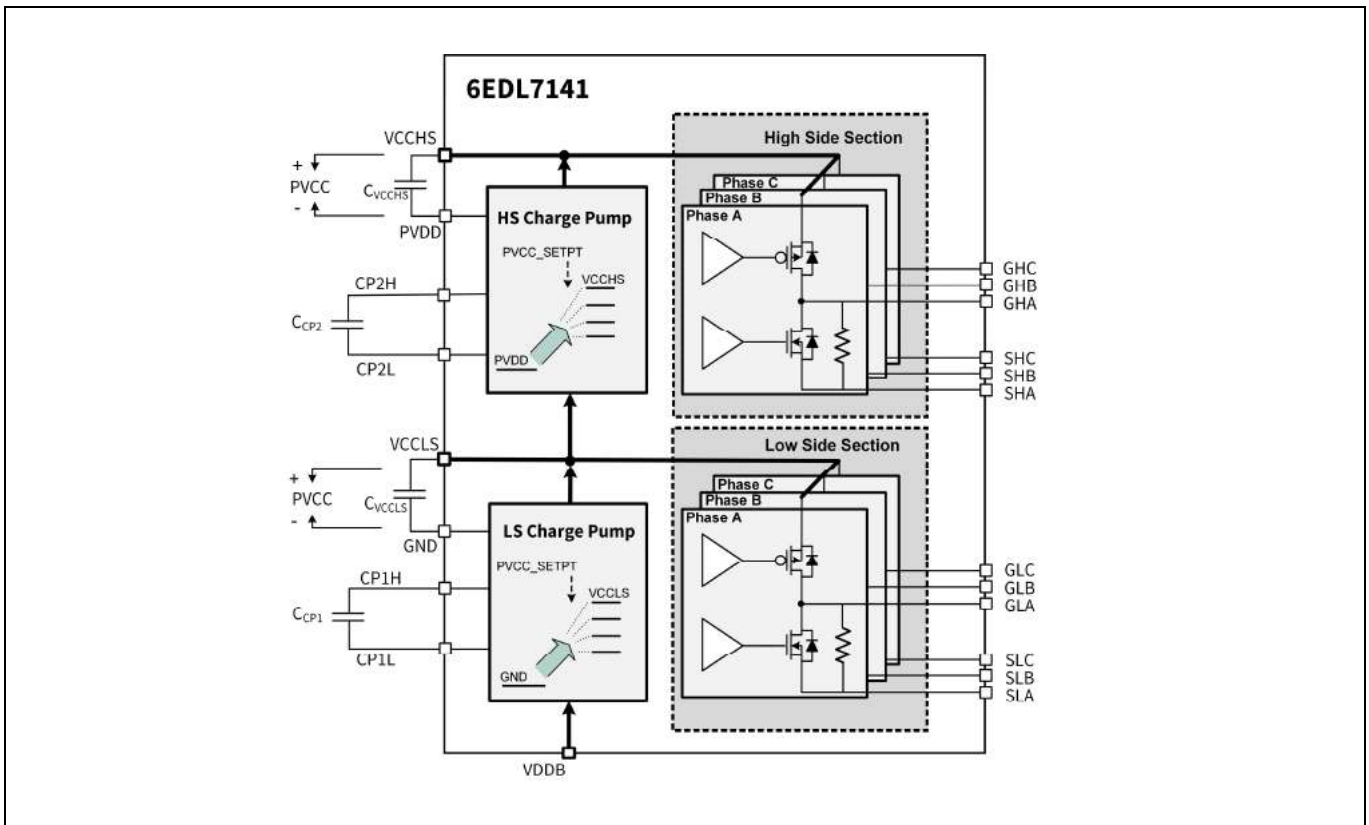 6EDL7141
VCCHS
High Side Section
+
PVCC
-
CVCCHS
PVDD
HS Charge Pump
PVCC_SETPT
VCCHS
PVDD
Phase C
Phase B
Phase A
CP2H
CCP2
CP2L
GHC
GHB
GHA
SHC
SHB
SHA
VCCLS
Low Side Section
+
PVCC
-
CVCCLS
GND
LS Charge Pump
PVCC_SETPT
VCCLS
GND
Phase C
Phase B
Phase A
CP1H
CCP1
CP1L
GLC
GLB
GLA
SLC
SLB
SLA
VDDB